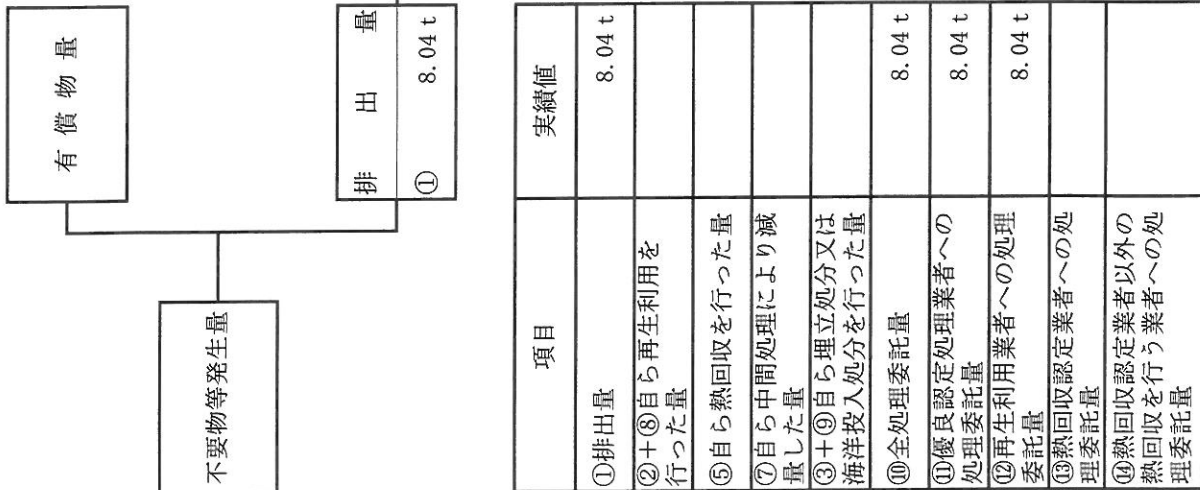 有償物量
不要物等発生量
排出量
① 8.04 t
項目 実績値
①排出量 8.04 t
②+⑧自ら再生利用を
行った量
⑤自ら熱回収を行った量
⑦自ら中間処理により減
量した量
③+⑨自ら埋立処分又は
海洋投入処分を行った量
⑩全処理委託量 8.04 t
⑪優良認定処理業者への
処理委託量 8.04 t
⑫再生利用業者への処理
委託量 8.04 t
⑬熱回収認定業者への処
理委託量
⑭熱回収認定業者以外の
熱回収を行う業者への処
理委託量